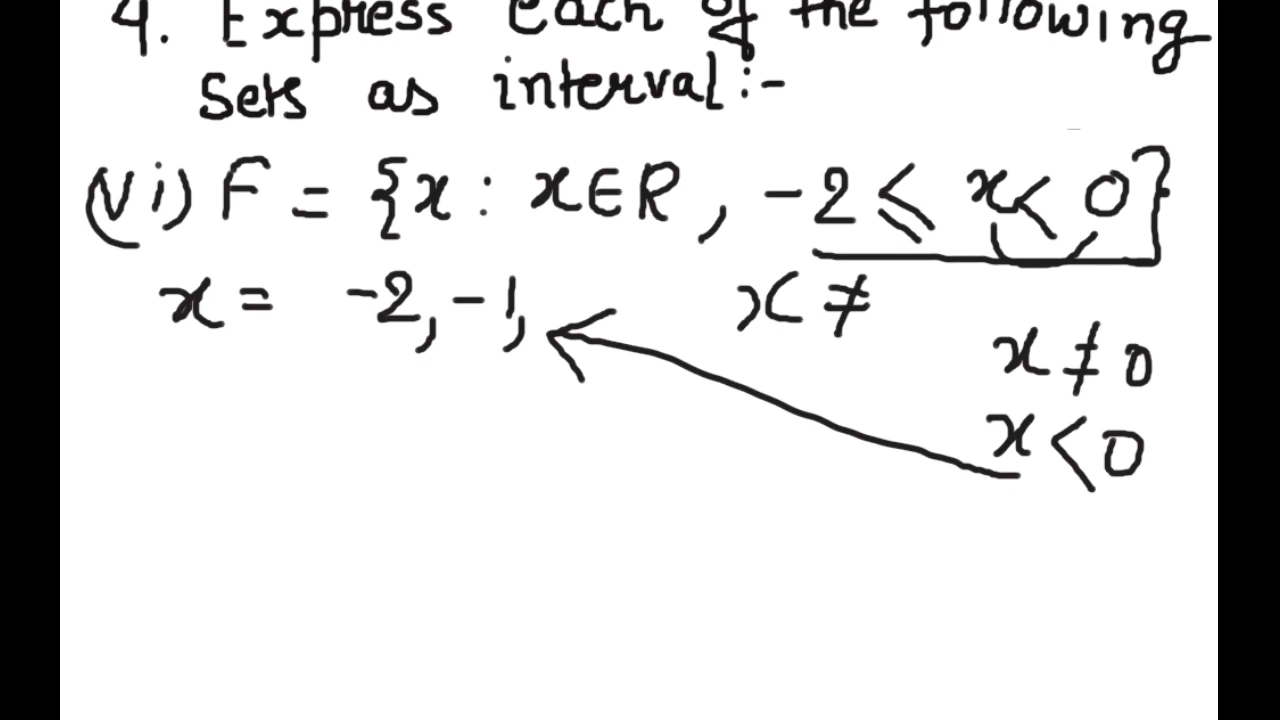 4. Express each of the following
Sets as interval :-
(vi) F = {x : x∈R, -2 ≤ x < 0}
x = -2, -1, x ≠
x ≠ 0
x < 0